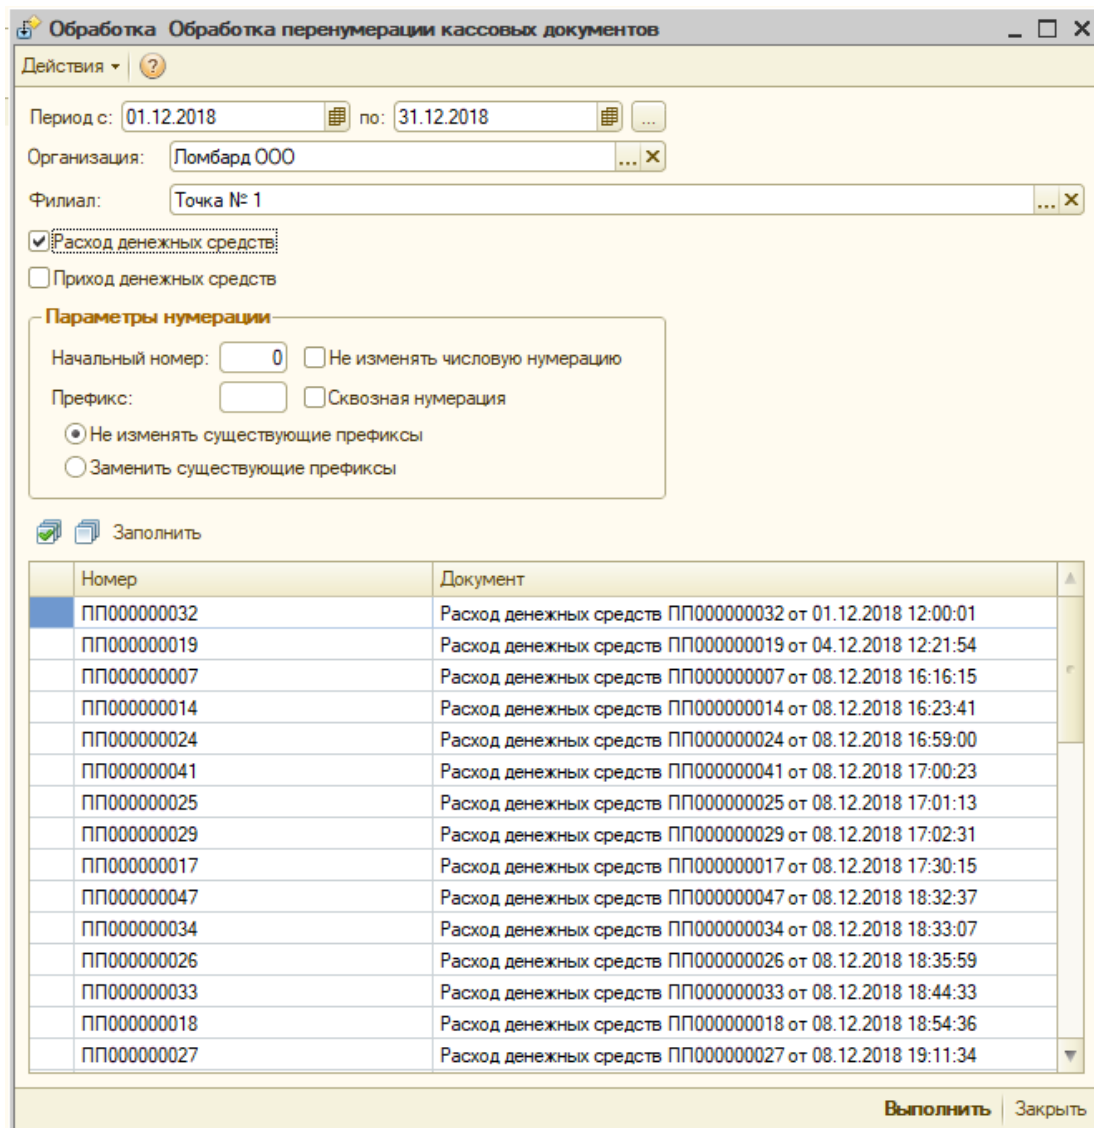 Обработка Обработка перенумерации кассовых документов
Действия
Период с: 01.12.2018 по: 31.12.2018 ...
Организация: Ломбард ООО ...
Филиал: Точка № 1 ...
Расход денежных средств
Приход денежных средств
Параметры нумерации
Начальный номер: 0 Не изменять числовую нумерацию
Префикс: Сквозная нумерация
Не изменять существующие префиксы
Заменить существующие префиксы
Заполнить
Номер Документ
ПП000000032 Расход денежных средств ПП000000032 от 01.12.2018 12:00:01
ПП000000019 Расход денежных средств ПП000000019 от 04.12.2018 12:21:54
ПП000000007 Расход денежных средств ПП000000007 от 08.12.2018 16:16:15
ПП000000014 Расход денежных средств ПП000000014 от 08.12.2018 16:23:41
ПП000000024 Расход денежных средств ПП000000024 от 08.12.2018 16:59:00
ПП000000041 Расход денежных средств ПП000000041 от 08.12.2018 17:00:23
ПП000000025 Расход денежных средств ПП000000025 от 08.12.2018 17:01:13
ПП000000029 Расход денежных средств ПП000000029 от 08.12.2018 17:02:31
ПП000000017 Расход денежных средств ПП000000017 от 08.12.2018 17:30:15
ПП000000047 Расход денежных средств ПП000000047 от 08.12.2018 18:32:37
ПП000000034 Расход денежных средств ПП000000034 от 08.12.2018 18:33:07
ПП000000026 Расход денежных средств ПП000000026 от 08.12.2018 18:35:59
ПП000000033 Расход денежных средств ПП000000033 от 08.12.2018 18:44:33
ПП000000018 Расход денежных средств ПП000000018 от 08.12.2018 18:54:36
ПП000000027 Расход денежных средств ПП000000027 от 08.12.2018 19:11:34
Выполнить Закрыть